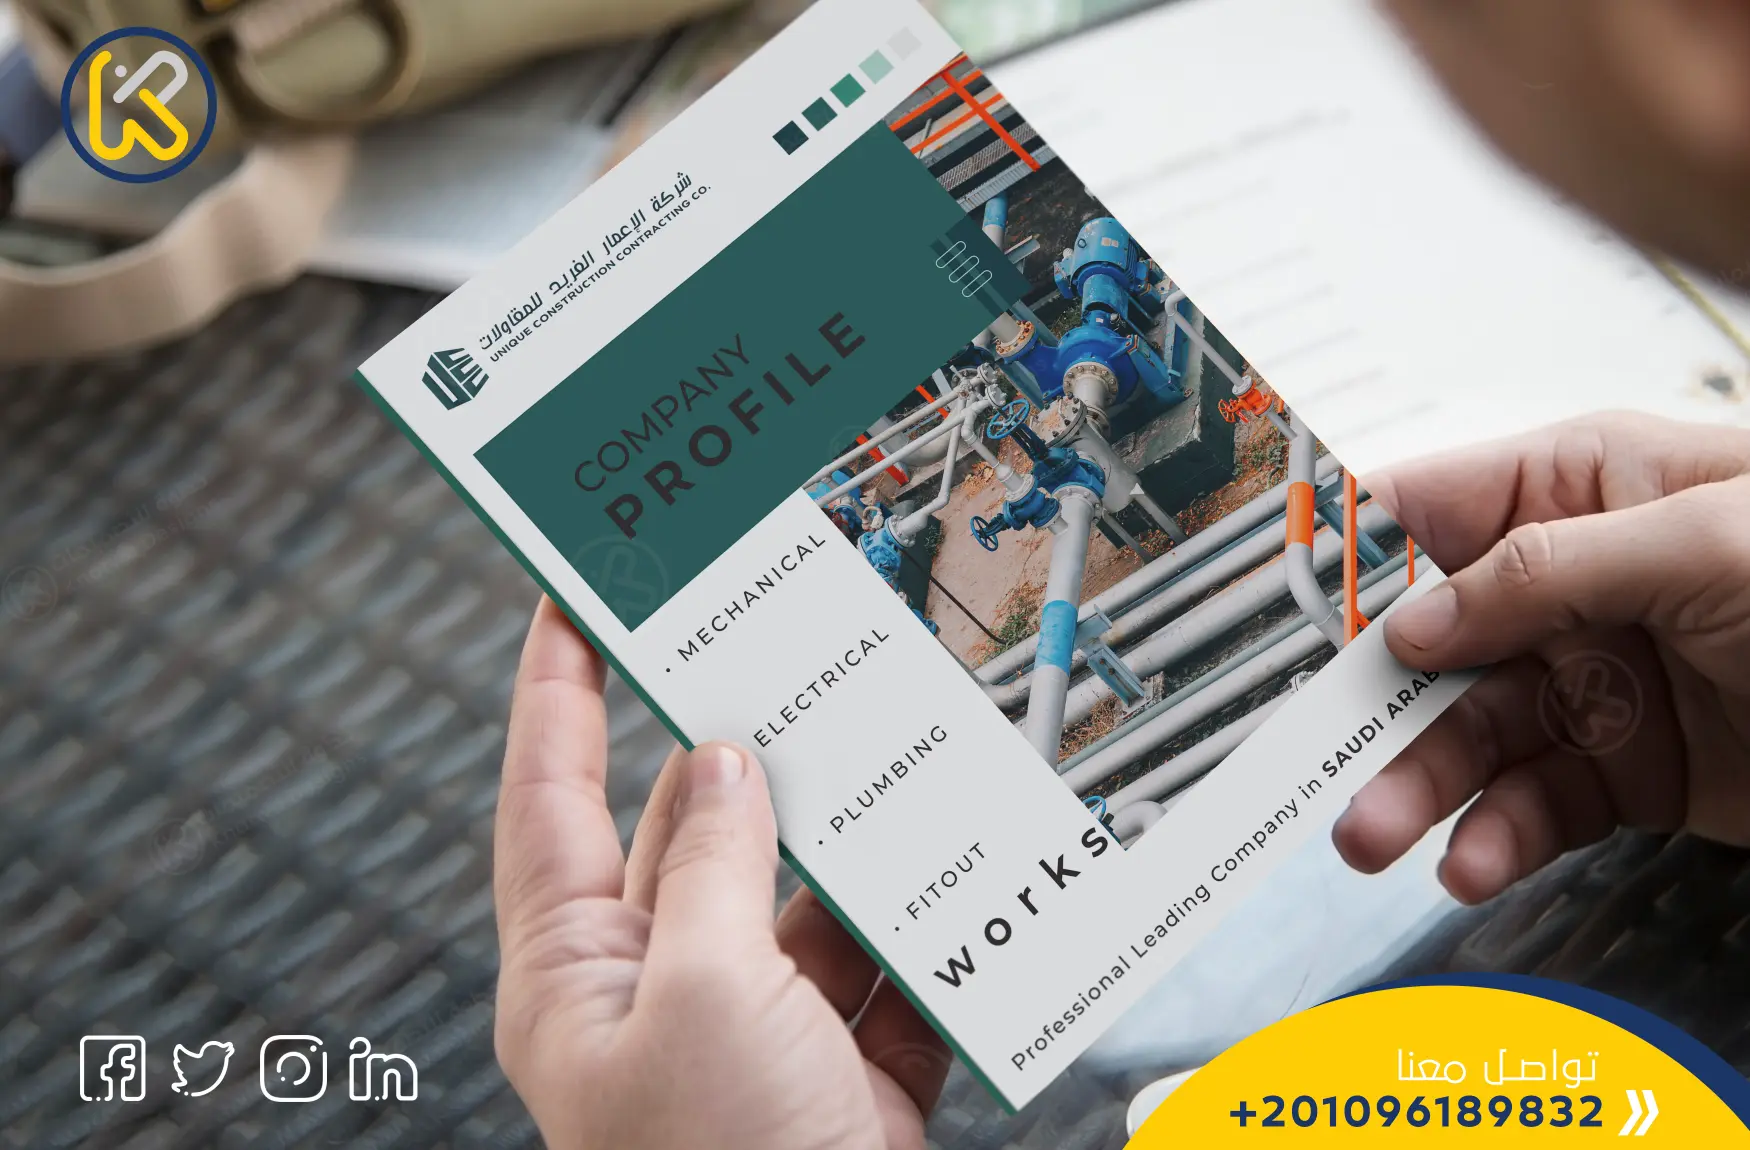 شركة الإعمار الفريد للمقاولات
UNIQUE CONSTRUCTION CONTRACTING CO.
COMPANY
PROFILE
• MECHANICAL
ELECTRICAL
• PLUMBING
• FITOUT
works
Professional Leading Company in SAUDI ARAB
تواصل معنا
+201096189832